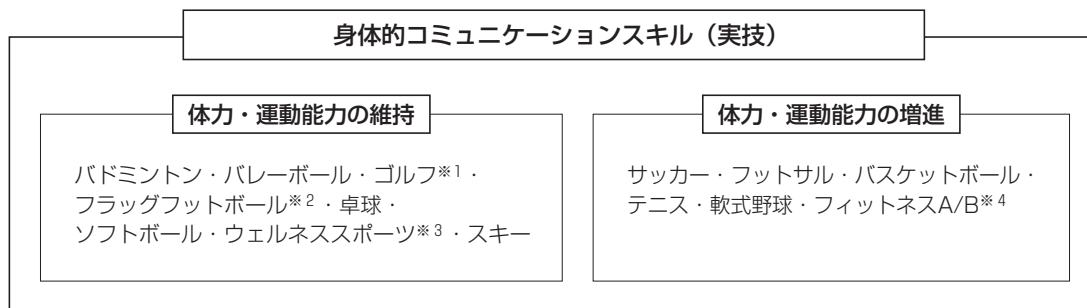 身体的コミュニケーションスキル（実技）
体力・運動能力の維持
バドミントン・バレーボール・ゴルフ※1・
フラッグフットボール※2・卓球・
ソフトボール・ウェルネススポーツ※3・スキー
体力・運動能力の増進
サッカー・フットサル・バスケットボール・
テニス・軟式野球・フィットネスA/B※4